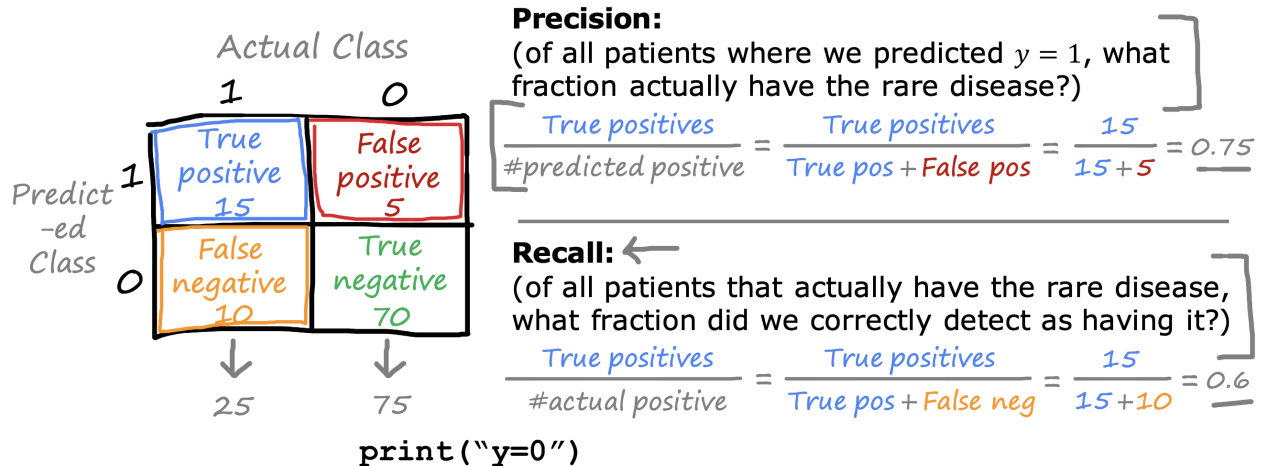 Actual Class
1 0
Predict
-ed
Class
1
True
positive
15
False
positive
5
0
False
negative
10
True
negative
70
25 75
print(“y=0”)
Precision:
(of all patients where we predicted y = 1, what
fraction actually have the rare disease?)
True positives / #predicted positive = True positives / True pos + False pos = 15 / 15+5 = 0.75
Recall:
(of all patients that actually have the rare disease,
what fraction did we correctly detect as having it?)
True positives / #actual positive = True positives / True pos + False neg = 15 / 15+10 = 0.6